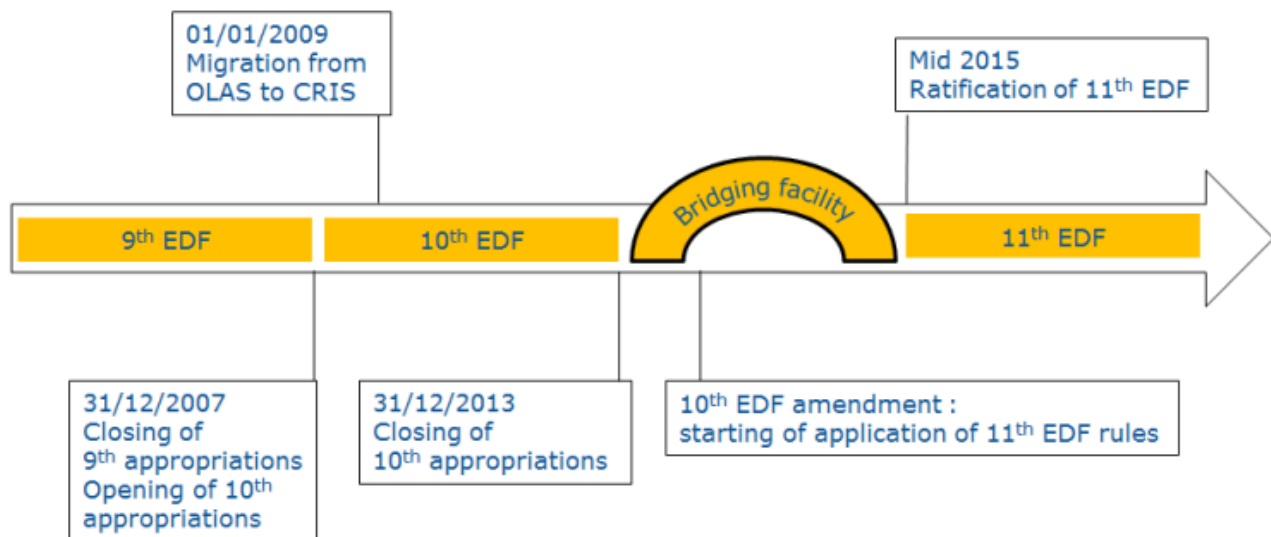 01/01/2009
Migration from
OLAS to CRIS
Mid 2015
Ratification of 11th EDF
9th EDF
10th EDF
Bridging facility
11th EDF
31/12/2007
Closing of
9th appropriations
Opening of 10th
appropriations
31/12/2013
Closing of
10th appropriations
10th EDF amendment :
starting of application of 11th EDF rules